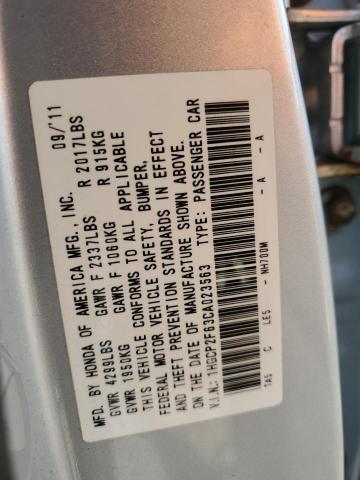 MFD. BY HONDA OF AMERICA MFG., INC. 09/'11
GVWR 4299LBS GAWR F 2337LBS R 2017LBS
GVWR 1950KG GAWR F 1060KG R 915KG
THIS VEHICLE CONFORMS TO ALL APPLICABLE
FEDERAL MOTOR VEHICLE SAFETY, BUMPER,
AND THEFT PREVENTION STANDARDS IN EFFECT
ON THE DATE OF MANUFACTURE SHOWN ABOVE.
V.I.N.: 1HGCP2F63CA023563 TYPE: PASSENGER CAR
NH700M - A - A
TA5 C LE5